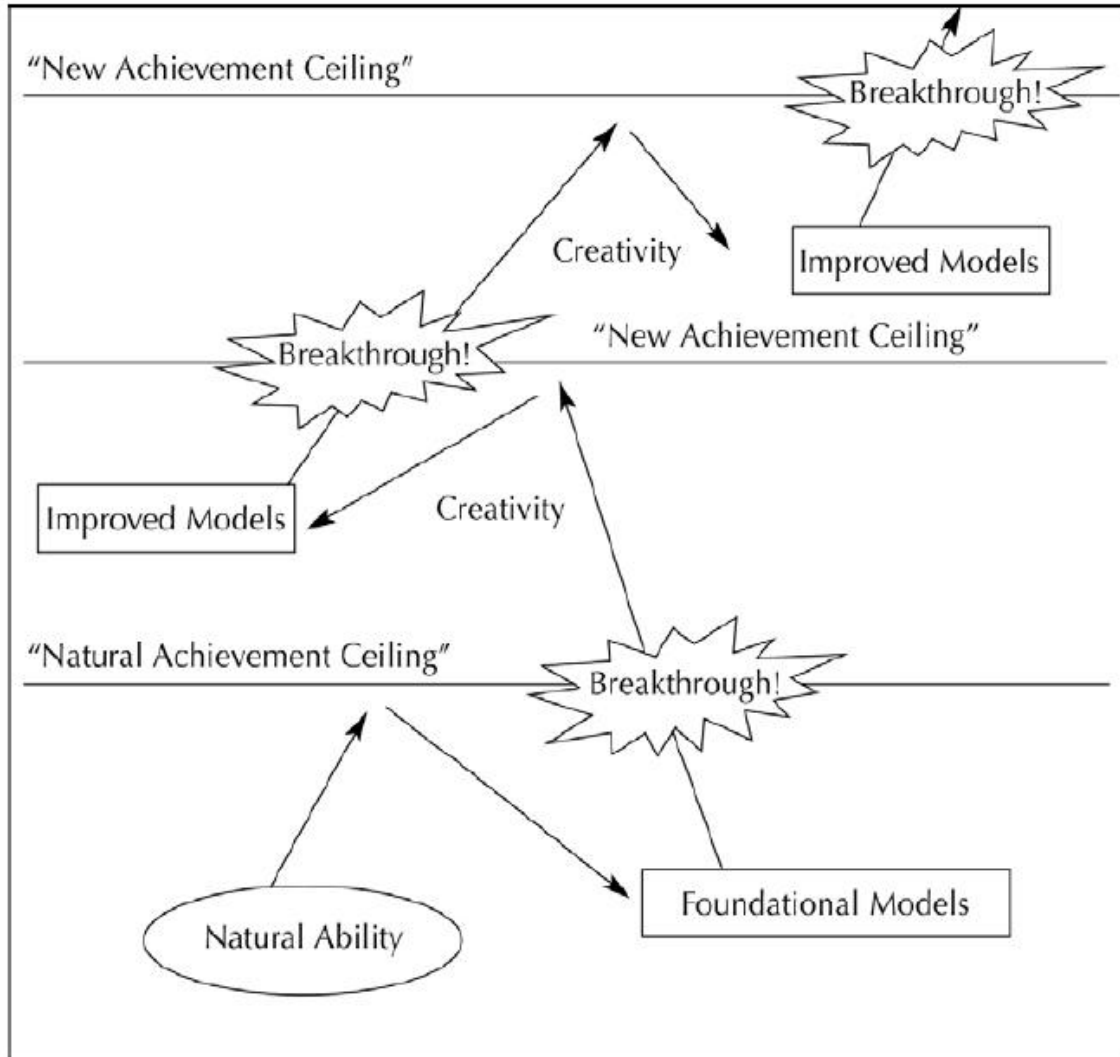 “New Achievement Ceiling”
Breakthrough!
Creativity
Improved Models
Breakthrough!
“New Achievement Ceiling”
Improved Models
Creativity
“Natural Achievement Ceiling”
Breakthrough!
Natural Ability
Foundational Models